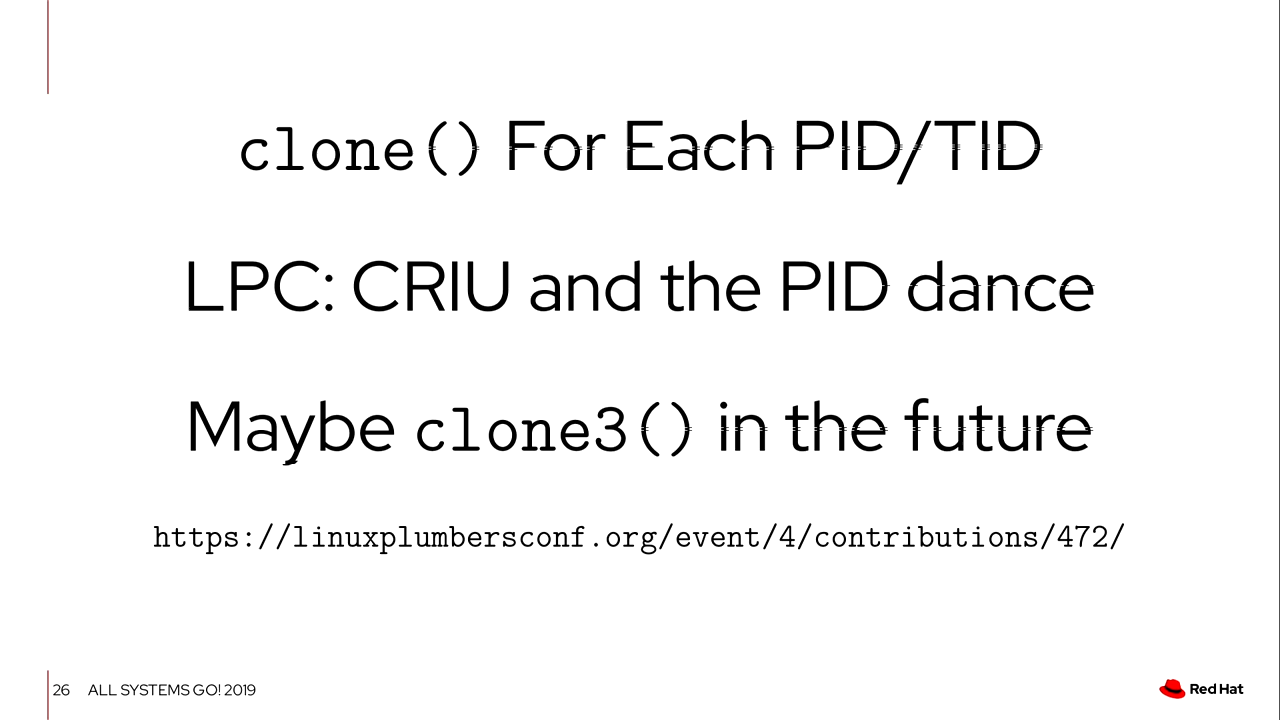 clone() For Each PID/TID
LPC: CRIU and the PID dance
Maybe clone3() in the future
https://linuxplumbersconf.org/event/4/contributions/472/
26 ALL SYSTEMS GO! 2019
Red Hat